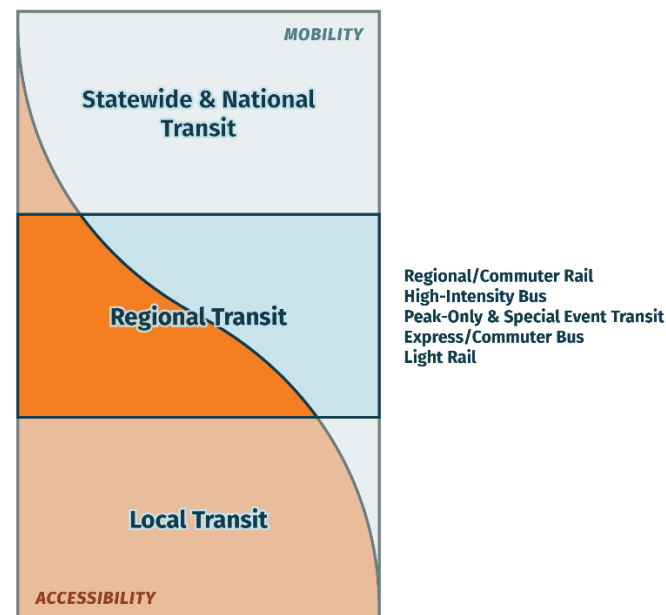 MOBILITY
Statewide & National
Transit
Regional Transit
Regional/Commuter Rail
High-Intensity Bus
Peak-Only & Special Event Transit
Express/Commuter Bus
Light Rail
Local Transit
ACCESSIBILITY